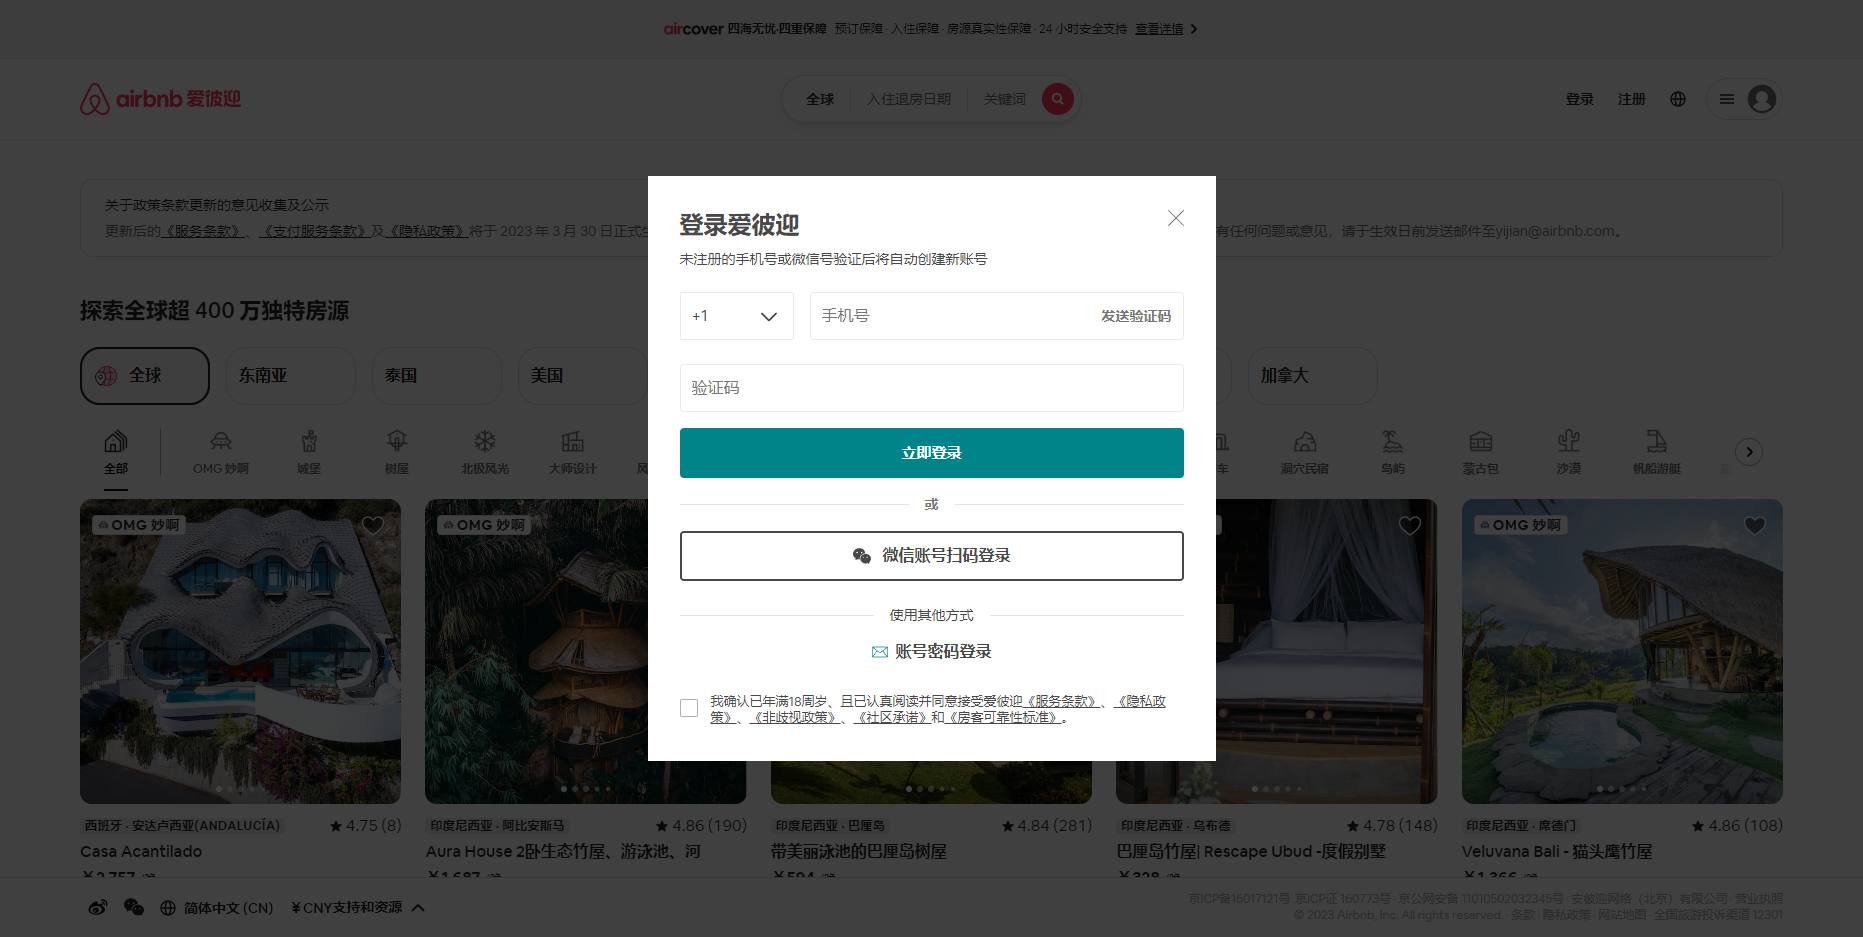 aircover 四海无忧·四重保障 预订保障 · 入住保障 · 房源真实性保障 · 24 小时安全支持 查看详情
airbnb 爱彼迎
全球 入住退房日期 关键词
登录 注册
关于政策条款更新的意见收集及公示
更新后的《服务条款》、《支付服务条款》及《隐私政策》将于 2023 年 3 月 30 日正式
有任何问题或意见，请于生效日前发送邮件至yijian@airbnb.com。
探索全球超 400 万独特房源
全球 东南亚 泰国 美国 加拿大
全部 OMG 妙啊 城堡 树屋 北极风光 大师设计 车 洞穴民宿 鸟屿 蒙古包 沙漠 帆船游艇
登录爱彼迎
未注册的手机号或微信号验证后将自动创建新账号
+1 手机号 发送验证码
验证码
立即登录
或
微信账号扫码登录
使用其他方式
账号密码登录
我确认已年满18周岁、且已认真阅读并同意接受爱彼迎《服务条款》、《隐私政
策》、《非歧视政策》、《社区承诺》和《房客可靠性标准》。
OMG 妙啊 OMG 妙啊 OMG 妙啊
西班牙 · 安达卢西亚(ANDALUCÍA) 4.75 (8)
Casa Acantilado
¥2,757
印度尼西亚 · 阿比安斯马 4.86 (190)
Aura House 2卧生态竹屋、游泳池、河
¥1,687
印度尼西亚 · 巴厘岛 4.84 (281)
带美丽泳池的巴厘岛树屋
¥594
印度尼西亚 · 乌布德 4.78 (148)
巴厘岛竹屋| Rescape Ubud -度假别墅
¥328
印度尼西亚 · 席德门 4.86 (108)
Veluvana Bali - 猫头鹰竹屋
¥1,366
简体中文 (CN) ¥ CNY支持和资源
京ICP备16017121号 京ICP证 160773号 · 京公网安备 11010502032345号 · 安彼迎网络（北京）有限公司 · 营业执照
© 2023 Airbnb, Inc. All rights reserved. · 条款 · 隐私政策 · 网站地图 · 全国旅游投诉渠道 12301